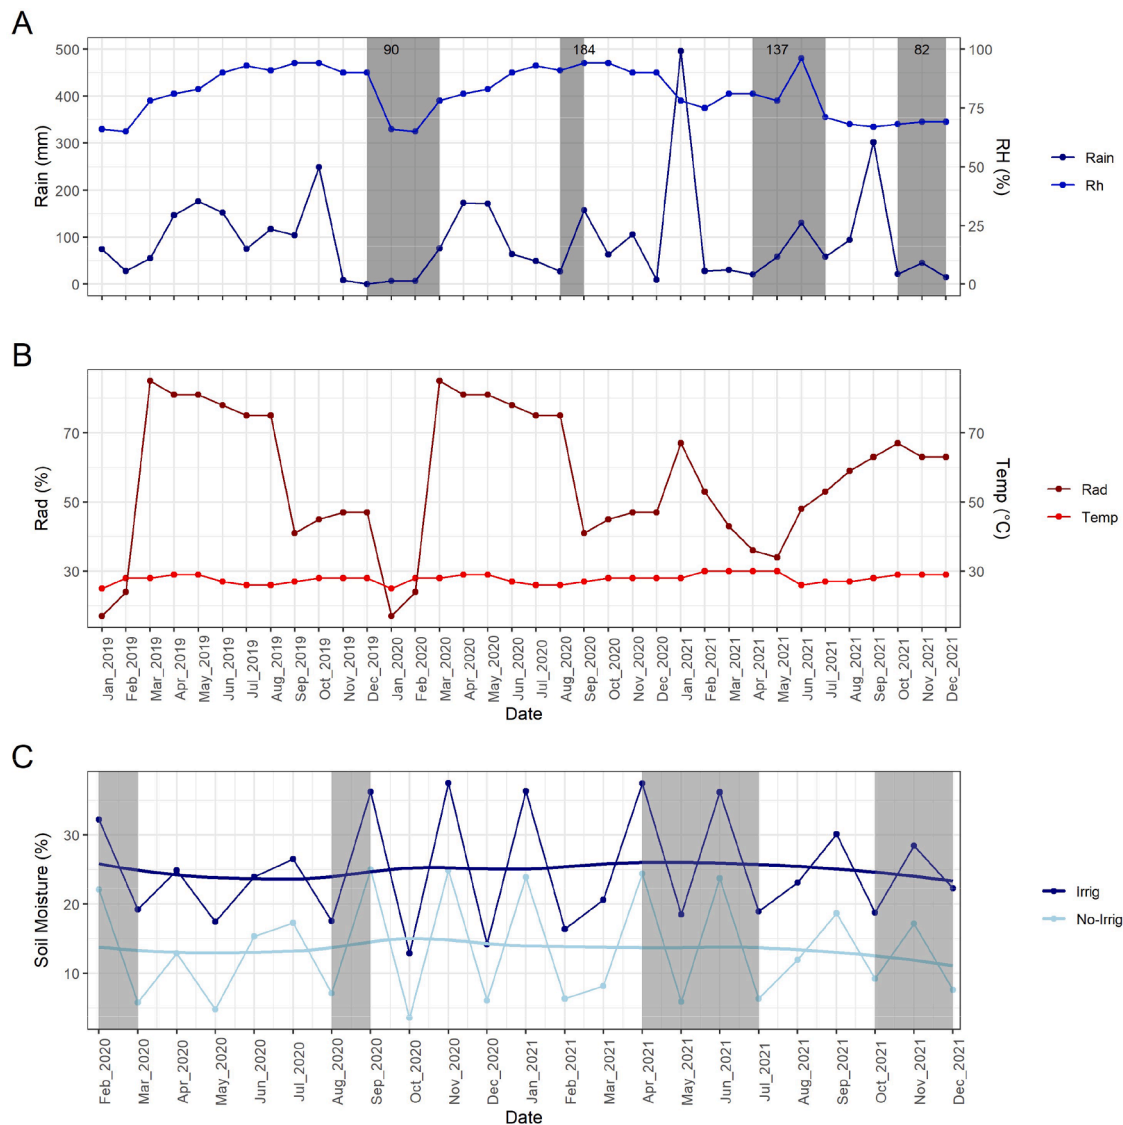 A
90 184 137 82
500 100
400 75
300 50
200
100 25
0 0
Rain (mm)
RH (%)
Rain
Rh
B
70 70
50 50
30 30
Rad (%)
Temp (°C)
Rad
Temp
Jan_2019
Feb_2019
Mar_2019
Apr_2019
May_2019
Jun_2019
Jul_2019
Aug_2019
Sep_2019
Oct_2019
Nov_2019
Dec_2019
Jan_2020
Feb_2020
Mar_2020
Apr_2020
May_2020
Jun_2020
Jul_2020
Aug_2020
Sep_2020
Oct_2020
Nov_2020
Dec_2020
Jan_2021
Feb_2021
Mar_2021
Apr_2021
May_2021
Jun_2021
Jul_2021
Aug_2021
Sep_2021
Oct_2021
Nov_2021
Dec_2021
Date
C
30
20
10
Soil Moisture (%)
Irrig
No-Irrig
Feb_2020
Mar_2020
Apr_2020
May_2020
Jun_2020
Jul_2020
Aug_2020
Sep_2020
Oct_2020
Nov_2020
Dec_2020
Jan_2021
Feb_2021
Mar_2021
Apr_2021
May_2021
Jun_2021
Jul_2021
Aug_2021
Sep_2021
Oct_2021
Nov_2021
Dec_2021
Date